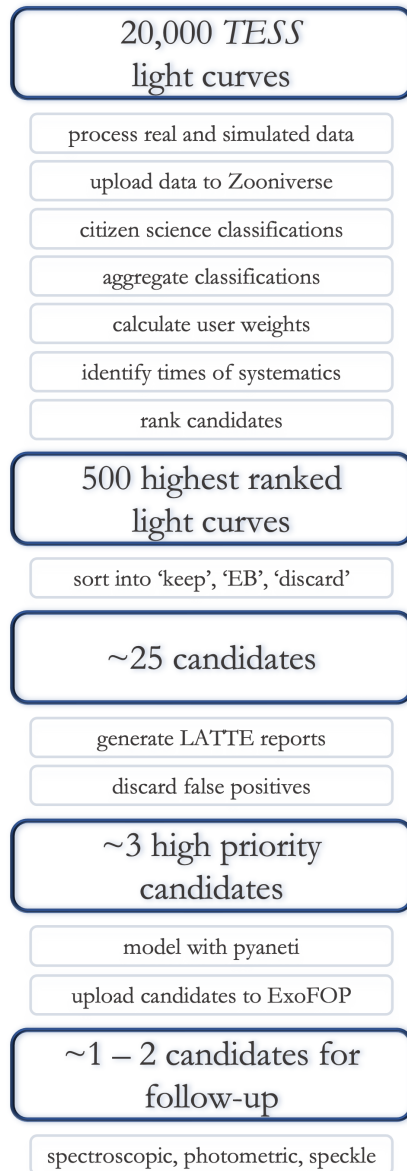 20,000 TESS
light curves
process real and simulated data
upload data to Zooniverse
citizen science classifications
aggregate classifications
calculate user weights
identify times of systematics
rank candidates
500 highest ranked
light curves
sort into ‘keep’, ‘EB’, ‘discard’
~25 candidates
generate LATTE reports
discard false positives
~3 high priority
candidates
model with pyaneti
upload candidates to ExoFOP
~1 – 2 candidates for
follow-up
spectroscopic, photometric, speckle